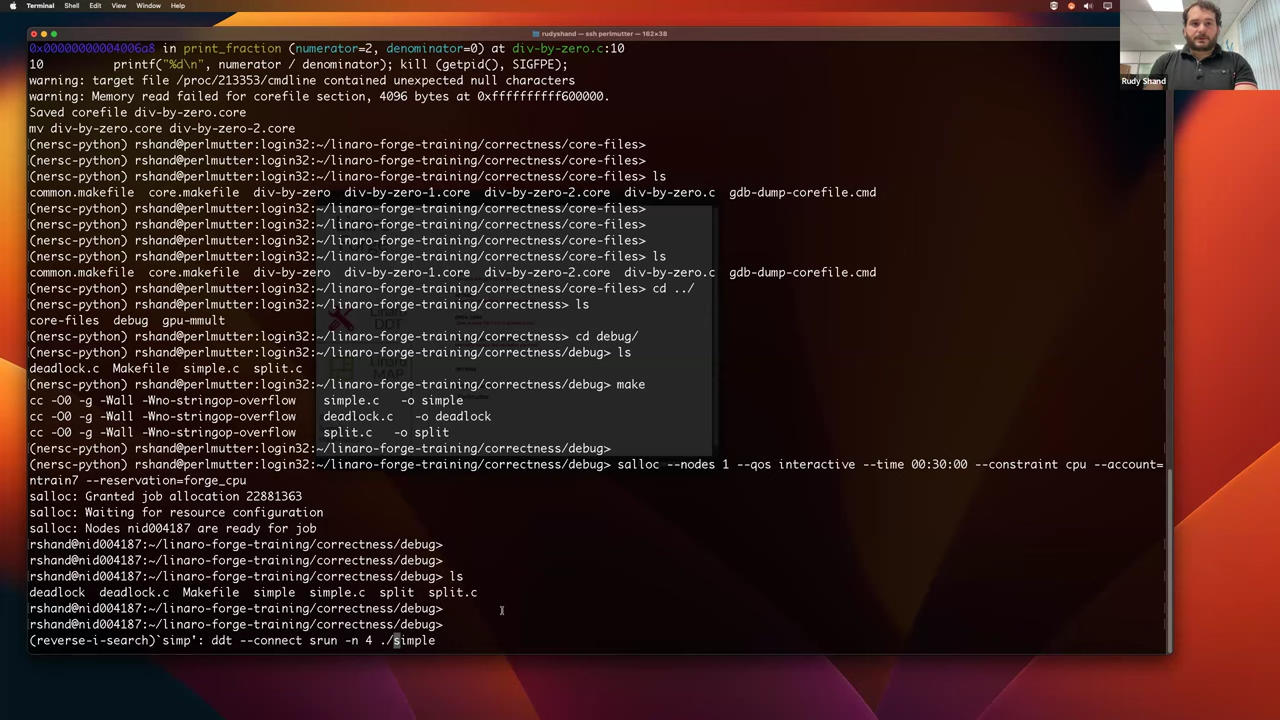 Terminal Shell Edit View Window Help
rudyshand — ssh perlmutter — 162×38
0x00000000004006a8 in print_fraction (numerator=2, denominator=0) at div-by-zero.c:10
10 printf("%d\n", numerator / denominator); kill (getpid(), SIGFPE);
warning: target file /proc/213353/cmdline contained unexpected null characters
warning: Memory read failed for corefile section, 4096 bytes at 0xffffffffff600000.
Saved corefile div-by-zero.core
mv div-by-zero.core div-by-zero-2.core
(nersc-python) rshand@perlmutter:login32:~/linaro-forge-training/correctness/core-files>
(nersc-python) rshand@perlmutter:login32:~/linaro-forge-training/correctness/core-files>
(nersc-python) rshand@perlmutter:login32:~/linaro-forge-training/correctness/core-files> ls
common.makefile core.makefile div-by-zero div-by-zero-1.core div-by-zero-2.core div-by-zero.c gdb-dump-corefile.cmd
(nersc-python) rshand@perlmutter:login32:~/linaro-forge-training/correctness/core-files>
(nersc-python) rshand@perlmutter:login32:~/linaro-forge-training/correctness/core-files>
(nersc-python) rshand@perlmutter:login32:~/linaro-forge-training/correctness/core-files>
(nersc-python) rshand@perlmutter:login32:~/linaro-forge-training/correctness/core-files> ls
common.makefile core.makefile div-by-zero div-by-zero-1.core div-by-zero-2.core div-by-zero.c gdb-dump-corefile.cmd
(nersc-python) rshand@perlmutter:login32:~/linaro-forge-training/correctness/core-files> cd ../
(nersc-python) rshand@perlmutter:login32:~/linaro-forge-training/correctness> ls
core-files debug gpu-mmult
(nersc-python) rshand@perlmutter:login32:~/linaro-forge-training/correctness> cd debug/
(nersc-python) rshand@perlmutter:login32:~/linaro-forge-training/correctness/debug> ls
deadlock.c Makefile simple.c split.c
(nersc-python) rshand@perlmutter:login32:~/linaro-forge-training/correctness/debug> make
cc -O0 -g -Wall -Wno-stringop-overflow simple.c -o simple
cc -O0 -g -Wall -Wno-stringop-overflow deadlock.c -o deadlock
cc -O0 -g -Wall -Wno-stringop-overflow split.c -o split
(nersc-python) rshand@perlmutter:login32:~/linaro-forge-training/correctness/debug>
(nersc-python) rshand@perlmutter:login32:~/linaro-forge-training/correctness/debug> salloc --nodes 1 --qos interactive --time 00:30:00 --constraint cpu --account=
ntrain7 --reservation=forge_cpu
salloc: Granted job allocation 22881363
salloc: Waiting for resource configuration
salloc: Nodes nid004187 are ready for job
rshand@nid004187:~/linaro-forge-training/correctness/debug>
rshand@nid004187:~/linaro-forge-training/correctness/debug>
rshand@nid004187:~/linaro-forge-training/correctness/debug> ls
deadlock deadlock.c Makefile simple simple.c split split.c
rshand@nid004187:~/linaro-forge-training/correctness/debug>
rshand@nid004187:~/linaro-forge-training/correctness/debug>
(reverse-i-search)`simp': ddt --connect srun -n 4 ./simple
Rudy Shand
Linaro
DDT
Linaro
MAP